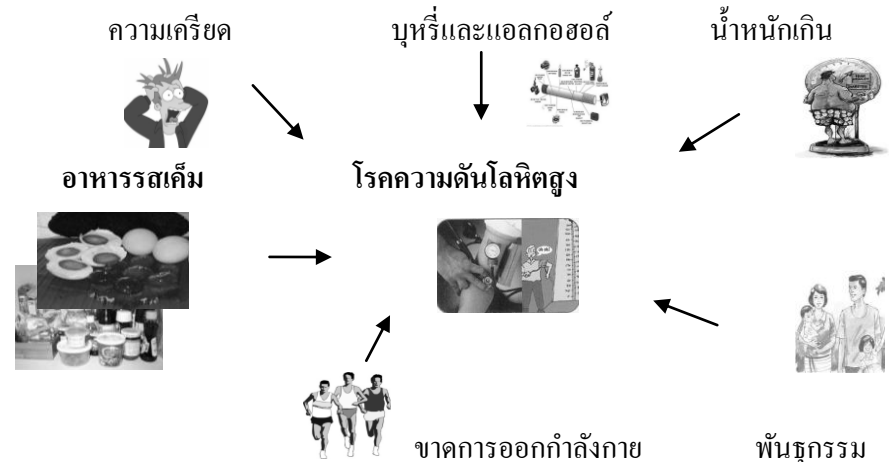 ความเครียด
บุหรี่และแอลกอฮอล์
น้ำหนักเกิน
อาหารรสเค็ม
โรคความดันโลหิตสูง
ขาดการออกกำลังกาย
พันธุกรรม